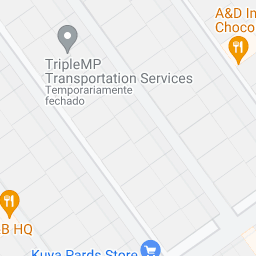 A&D In
Choco
TripleMP
Transportation Services
Temporariamente
fechado
B HQ
Kuya Pards Store